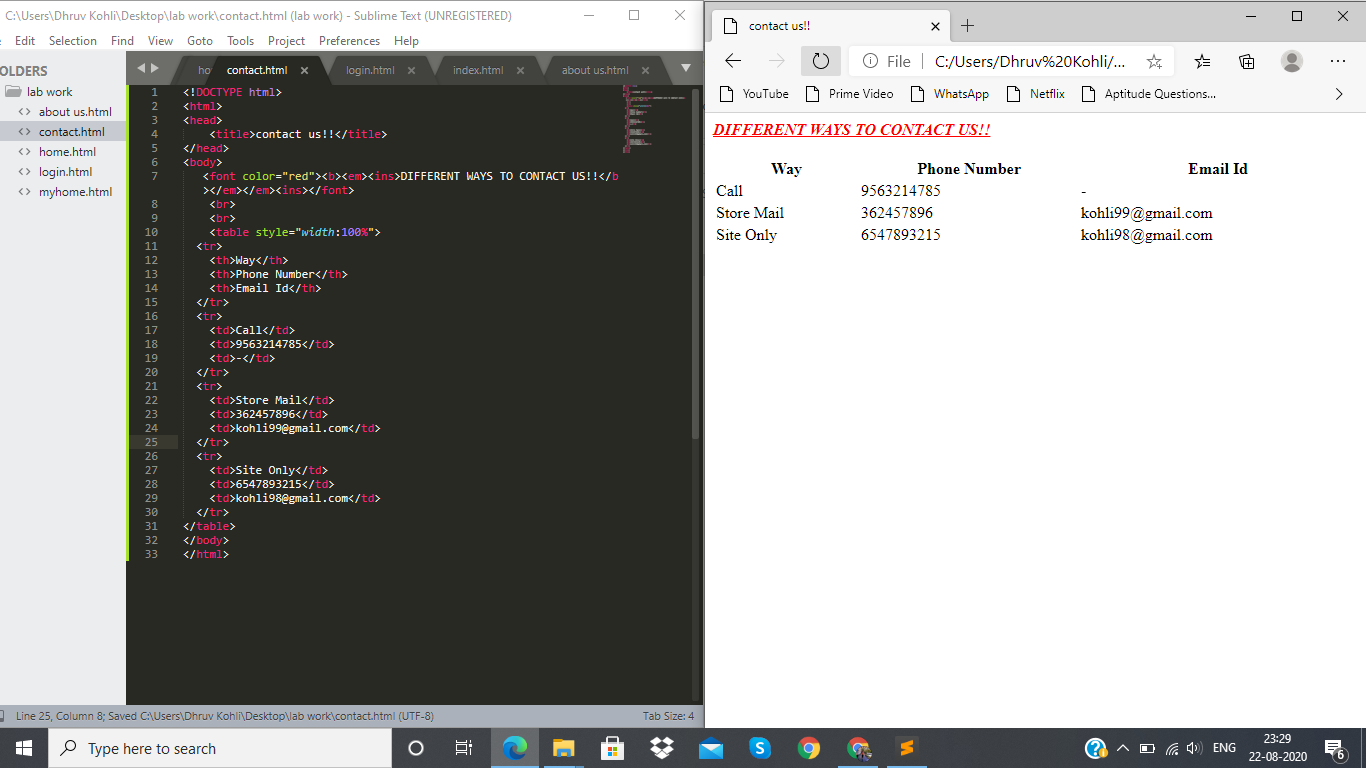 C:\Users\Dhruv Kohli\Desktop\lab work\contact.html (lab work) - Sublime Text (UNREGISTERED)
Edit Selection Find View Goto Tools Project Preferences Help
OLDERS
lab work
about us.html
contact.html
home.html
login.html
myhome.html
ho contact.html login.html index.html about us.html
1 <!DOCTYPE html>
2 <html>
3 <head>
4 <title>contact us!!</title>
5 </head>
6 <body>
7 <font color="red"><b><em><ins>DIFFERENT WAYS TO CONTACT US!!</b
></em></em><ins></font>
8 <br>
9 <br>
10 <table style="width:100%">
11 <tr>
12 <th>Way</th>
13 <th>Phone Number</th>
14 <th>Email Id</th>
15 </tr>
16 <tr>
17 <td>Call</td>
18 <td>9563214785</td>
19 <td>-</td>
20 </tr>
21 <tr>
22 <td>Store Mail</td>
23 <td>362457896</td>
24 <td>kohli99@gmail.com</td>
25 </tr>
26 <tr>
27 <td>Site Only</td>
28 <td>6547893215</td>
29 <td>kohli98@gmail.com</td>
30 </tr>
31 </table>
32 </body>
33 </html>
Line 25, Column 8; Saved C:\Users\Dhruv Kohli\Desktop\lab work\contact.html (UTF-8) Tab Size: 4
contact us!!
File C:/Users/Dhruv%20Kohli/...
YouTube Prime Video WhatsApp Netflix Aptitude Questions...
DIFFERENT WAYS TO CONTACT US!!
Way Phone Number Email Id
Call 9563214785 -
Store Mail 362457896 kohli99@gmail.com
Site Only 6547893215 kohli98@gmail.com
Type here to search
ENG
23:29
22-08-2020
6